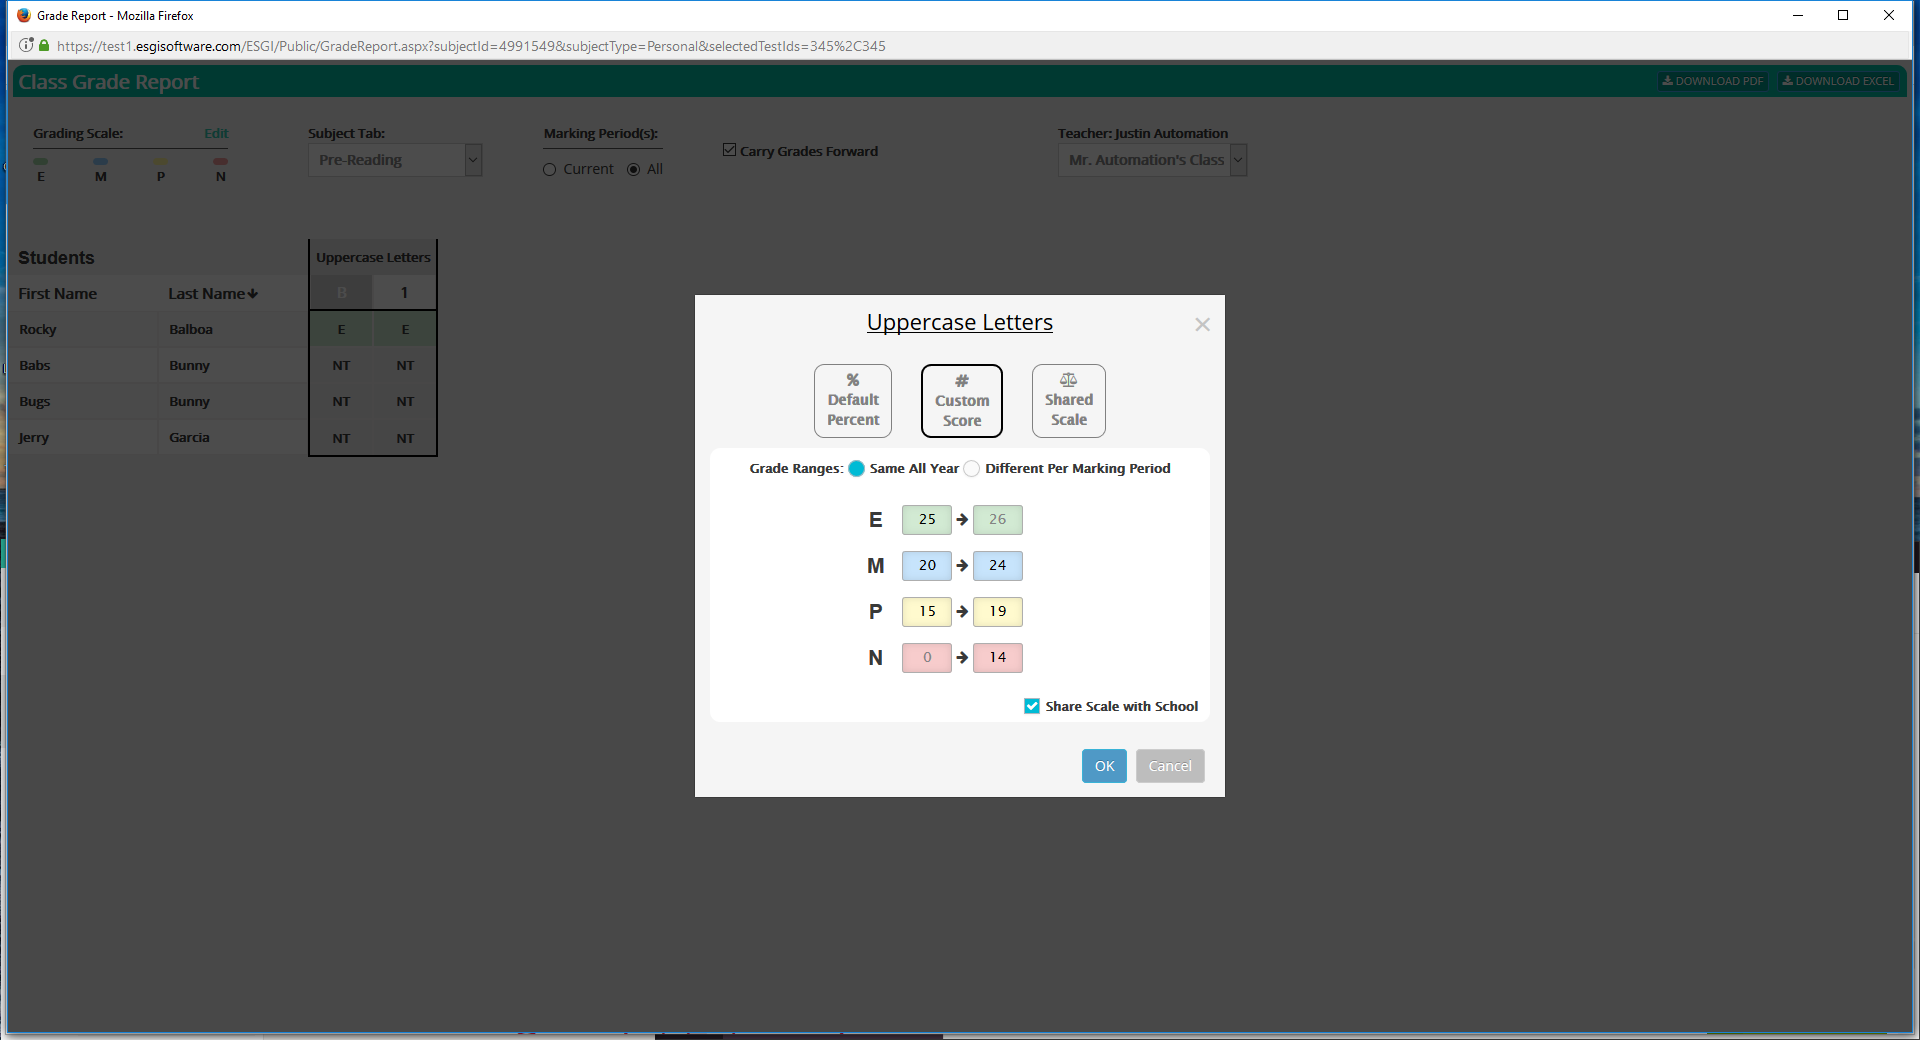 Grade Report - Mozilla Firefox
https://test1.esgisoftware.com/ESGI/Public/GradeReport.aspx?subjectId=4991549&subjectType=Personal&selectedTestIds=345%2C345
Class Grade Report
DOWNLOAD PDF DOWNLOAD EXCEL
Grading Scale: Edit
E M P N
Subject Tab:
Pre-Reading
Marking Period(s):
Current All
Carry Grades Forward
Teacher: Justin Automation
Mr. Automation's Class
Students Uppercase Letters
First Name Last Name B 1
Rocky Balboa E E
Babs Bunny NT NT
Bugs Bunny NT NT
Jerry Garcia NT NT
Uppercase Letters
% Default Percent
# Custom Score
Shared Scale
Grade Ranges: Same All Year Different Per Marking Period
E 25 26
M 20 24
P 15 19
N 0 14
Share Scale with School
OK Cancel